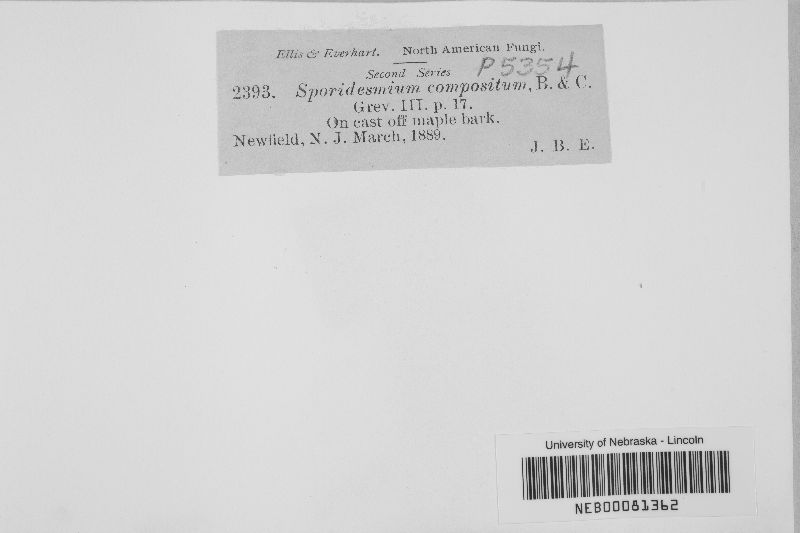 Ellis & Everhart. North American Fungi.
Second Series P5354
2393. Sporidesmium compositum, B. & C.
Grev. III. p. 17.
On cast off maple bark.
Newfield, N. J. March, 1889.
J. B. E.
University of Nebraska - Lincoln
NEB00081362